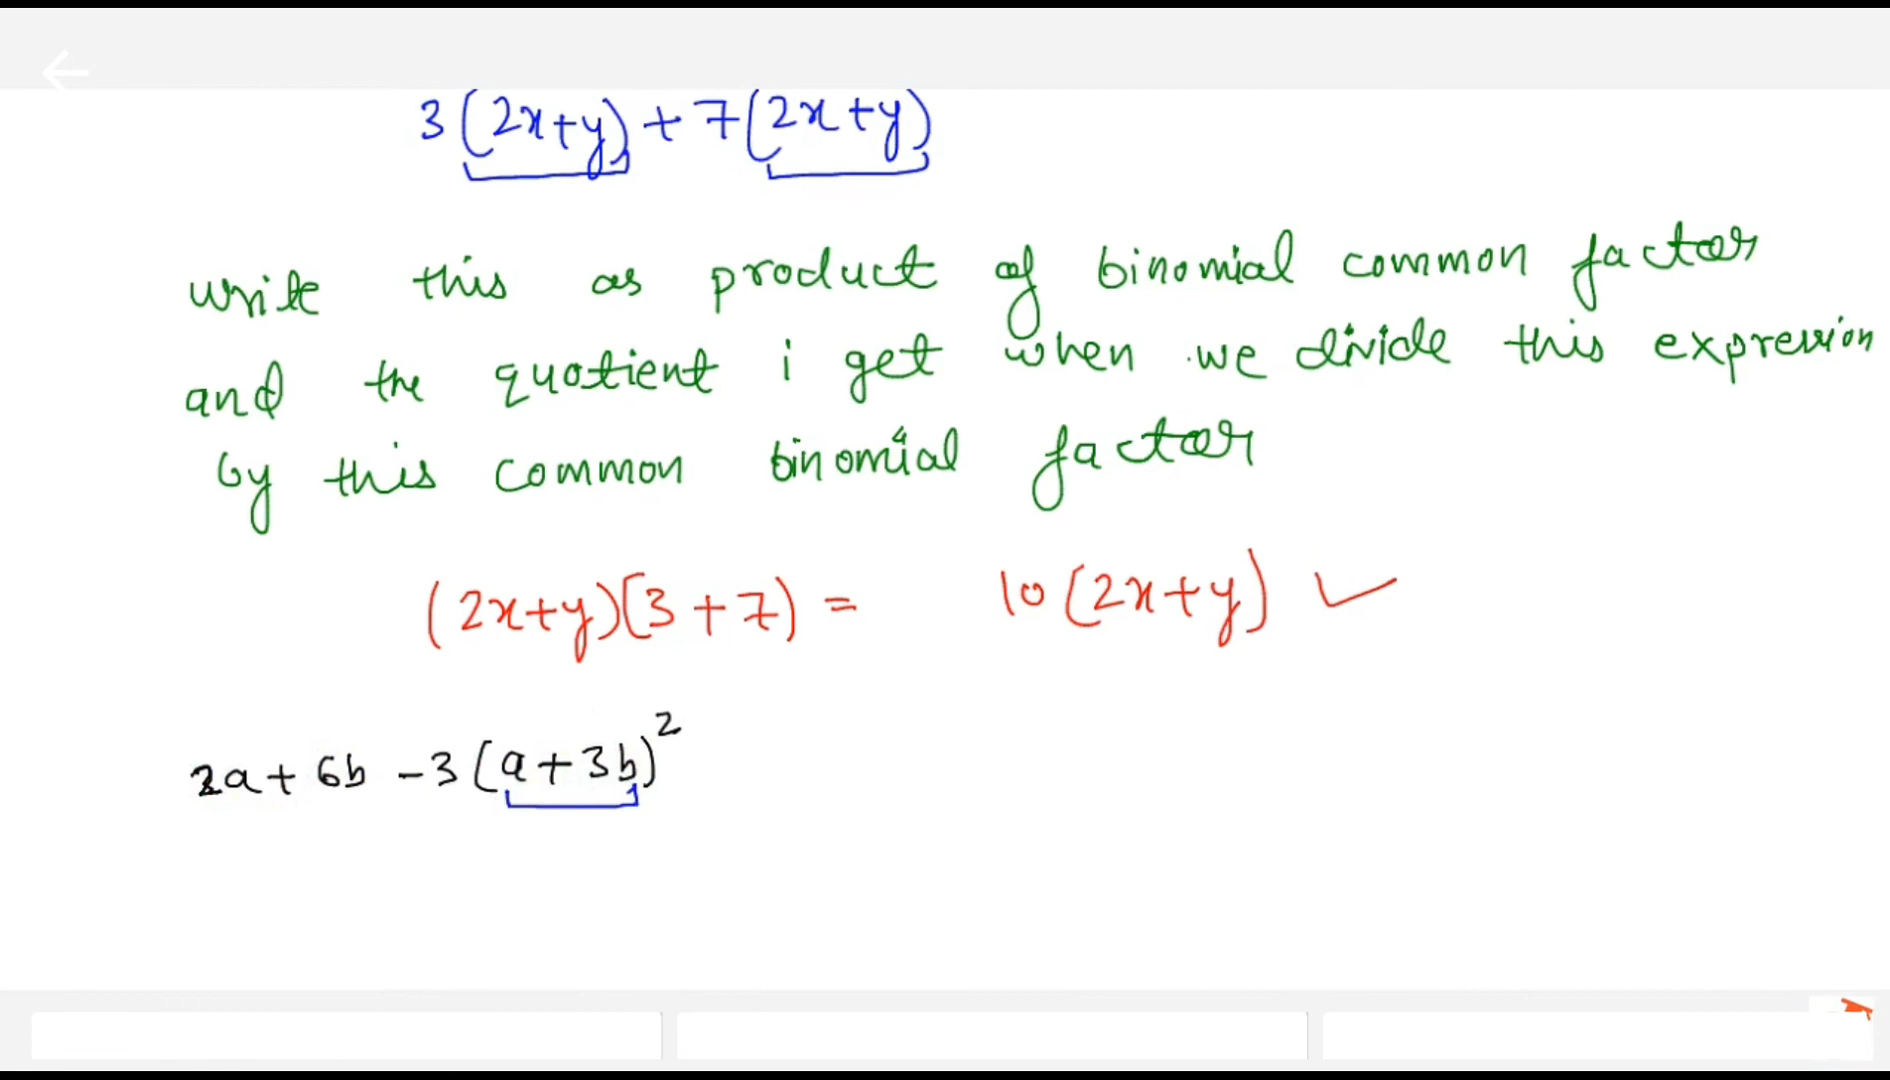 3(2x+y)+7(2x+y)
write this as product of binomial common factor
and the quotient i get when we divide this expression
by this common binomial factor
(2x+y)(3+7) = 10(2x+y) ✓
2a+6b-3(a+3b)²